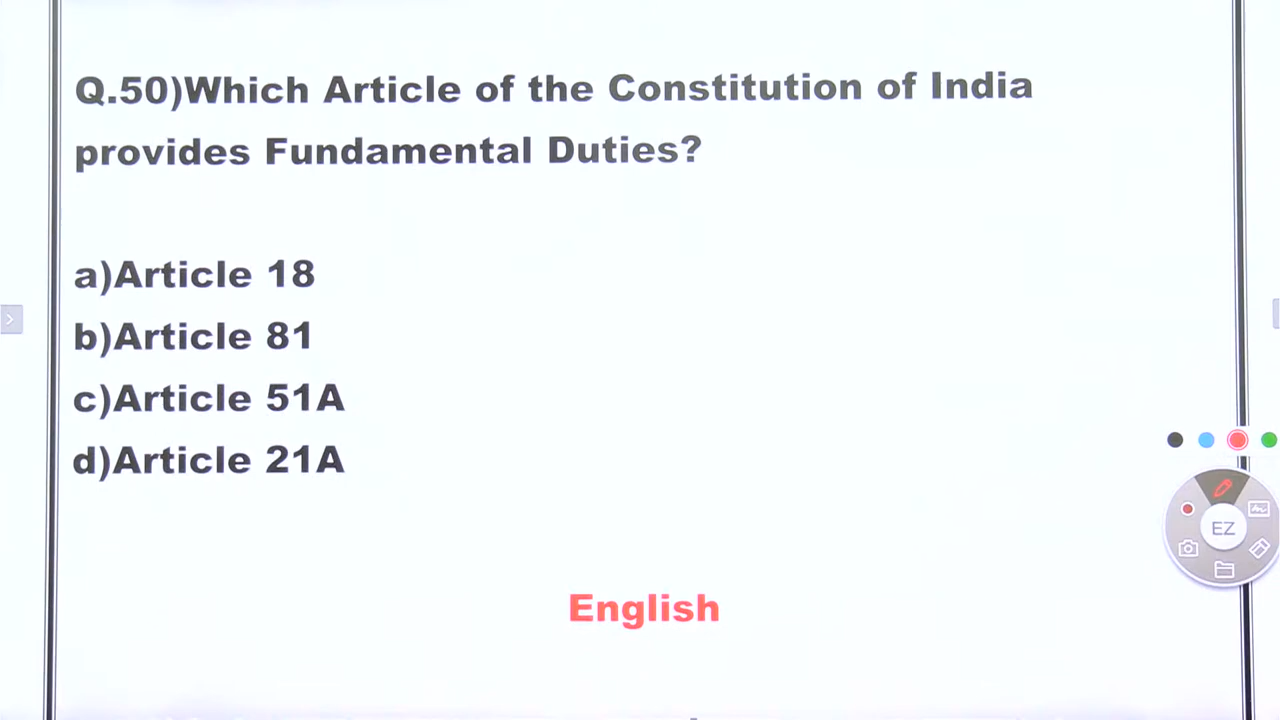 Q.50)Which Article of the Constitution of India
provides Fundamental Duties?
a)Article 18
b)Article 81
c)Article 51A
d)Article 21A
EZ
English